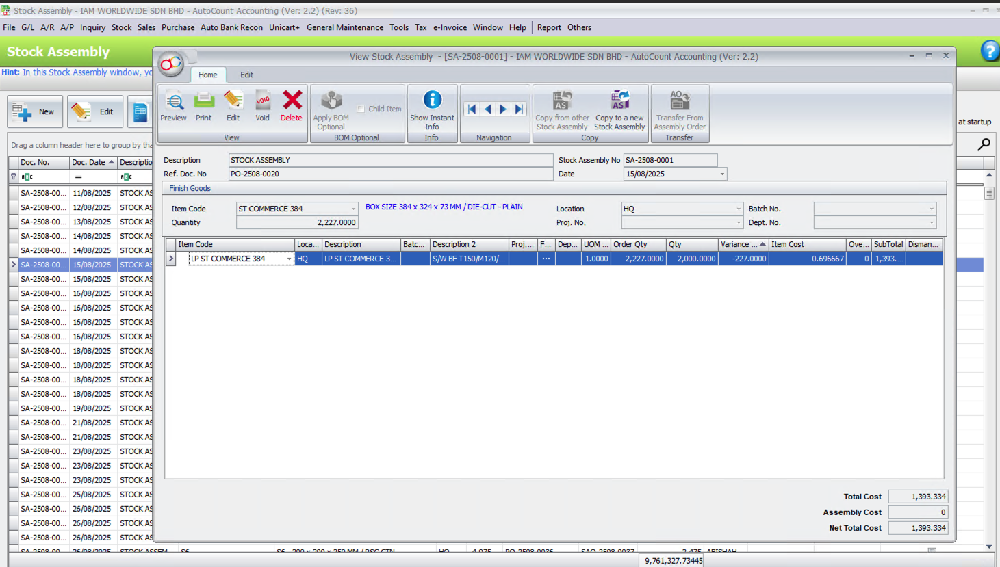 Stock Assembly - IAM WORLDWIDE SDN BHD - AutoCount Accounting (Ver: 2.2) (Rev: 36)
File G/L A/R A/P Inquiry Stock Sales Purchase Auto Bank Recon Unicart+ General Maintenance Tools Tax e-Invoice Window Help Report Others
Stock Assembly
Hint: In this Stock Assembly window, yo
New Edit
at startup
Drag a column header here to group by tha
Doc. No. Doc. Date Descriptio
SA-2508-00... 11/08/2025 STOCK AS
SA-2508-00... 12/08/2025 STOCK AS
SA-2508-00... 13/08/2025 STOCK AS
SA-2508-00... 14/08/2025 STOCK AS
SA-2508-00... 14/08/2025 STOCK AS
SA-2508-00... 15/08/2025 STOCK AS
SA-2508-00... 15/08/2025 STOCK AS
SA-2508-00... 16/08/2025 STOCK AS
SA-2508-00... 16/08/2025 STOCK AS
SA-2508-00... 16/08/2025 STOCK AS
SA-2508-00... 16/08/2025 STOCK AS
SA-2508-00... 18/08/2025 STOCK AS
SA-2508-00... 18/08/2025 STOCK AS
SA-2508-00... 18/08/2025 STOCK AS
SA-2508-00... 18/08/2025 STOCK AS
SA-2508-00... 19/08/2025 STOCK AS
SA-2508-00... 21/08/2025 STOCK AS
SA-2508-00... 21/08/2025 STOCK AS
SA-2508-00... 23/08/2025 STOCK AS
SA-2508-00... 23/08/2025 STOCK AS
SA-2508-00... 23/08/2025 STOCK AS
SA-2508-00... 25/08/2025 STOCK AS
SA-2508-00... 26/08/2025 STOCK AS
SA-2508-00... 26/08/2025 STOCK AS
SA-2508-00... 26/08/2025 STOCK AS
View Stock Assembly - [SA-2508-0001] - IAM WORLDWIDE SDN BHD - AutoCount Accounting (Ver: 2.2)
Home Edit
Preview Print Edit Void Delete
View
Apply BOM Optional Child Item
BOM Optional
Show Instant Info
Info
Navigation
Copy from other Stock Assembly Copy to a new Stock Assembly
Copy
Transfer From Assembly Order
Transfer
Description STOCK ASSEMBLY Stock Assembly No SA-2508-0001
Ref. Doc. No PO-2508-0020 Date 15/08/2025
Finish Goods
Item Code ST COMMERCE 384 BOX SIZE 384 x 324 x 73 MM / DIE-CUT - PLAIN Location HQ Batch No.
Quantity 2,227.0000 Proj. No. Dept. No.
Item Code Loca... Description Batc... Description 2 Proj.... F... Dep... UOM ... Order Qty Qty Variance ... Item Cost Ove... SubTotal Disman...
LP ST COMMERCE 384 HQ LP ST COMMERCE 3... S/W BF T150/M120/... ... 1.0000 2,227.0000 2,000.0000 -227.0000 0.696667 0 1,393....
Total Cost 1,393.334
Assembly Cost 0
Net Total Cost 1,393.334
9,761,327.73445